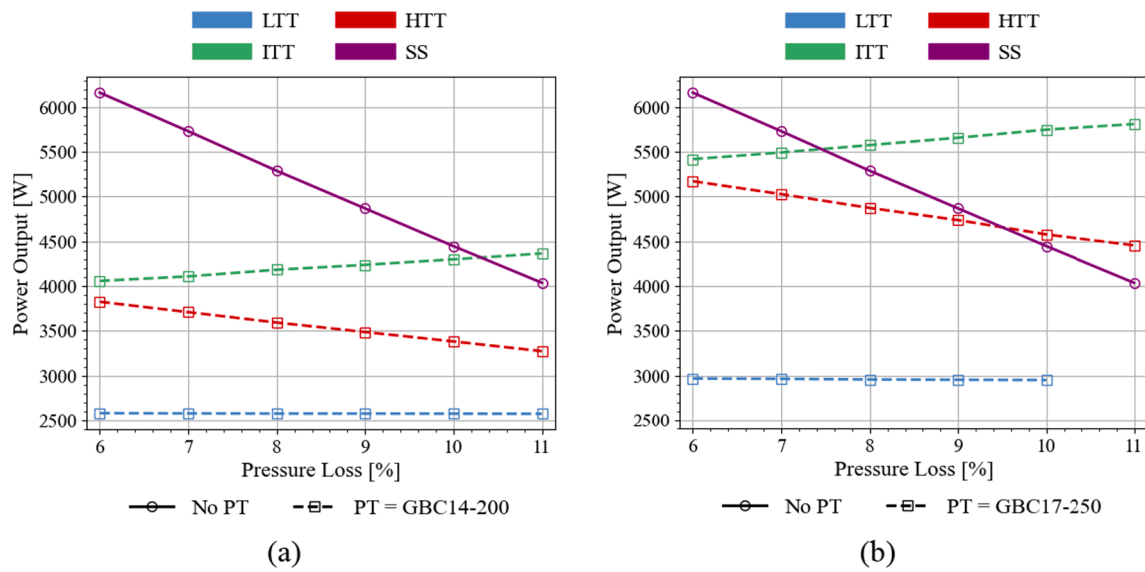 LTT HTT
ITT SS
Power Output [W]
6000
5500
5000
4500
4000
3500
3000
2500
6 7 8 9 10 11
Pressure Loss [%]
No PT PT = GBC14-200
(a)
LTT HTT
ITT SS
Power Output [W]
6000
5500
5000
4500
4000
3500
3000
2500
6 7 8 9 10 11
Pressure Loss [%]
No PT PT = GBC17-250
(b)